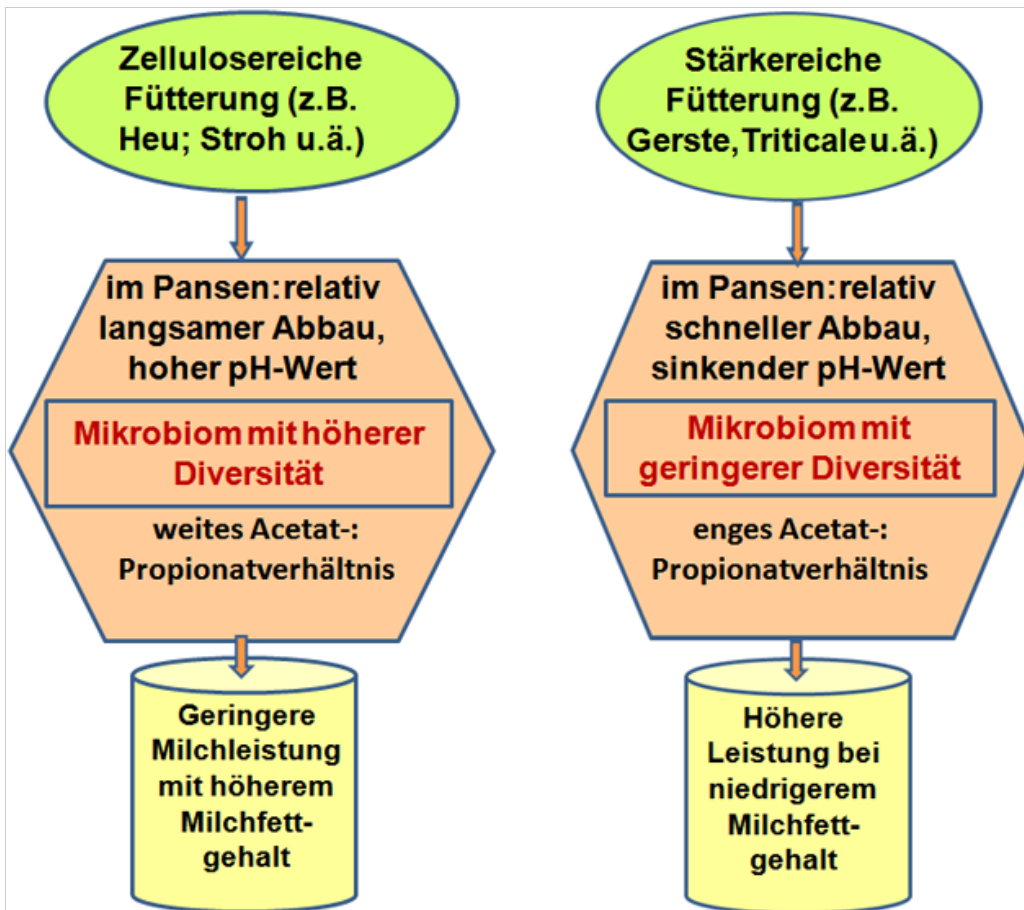 Zellulosereiche
Fütterung (z.B.
Heu; Stroh u.ä.)
im Pansen: relativ
langsamer Abbau,
hoher pH-Wert
Mikrobiom mit höherer
Diversität
weites Acetat-:
Propionatverhältnis
Geringere
Milchleistung
mit höherem
Milchfett-
gehalt
Stärkereiche
Fütterung (z.B.
Gerste, Triticale u.ä.)
im Pansen: relativ
schneller Abbau,
sinkender pH-Wert
Mikrobiom mit
geringerer Diversität
enges Acetat-:
Propionatverhältnis
Höhere
Leistung bei
niedrigerem
Milchfett-
gehalt